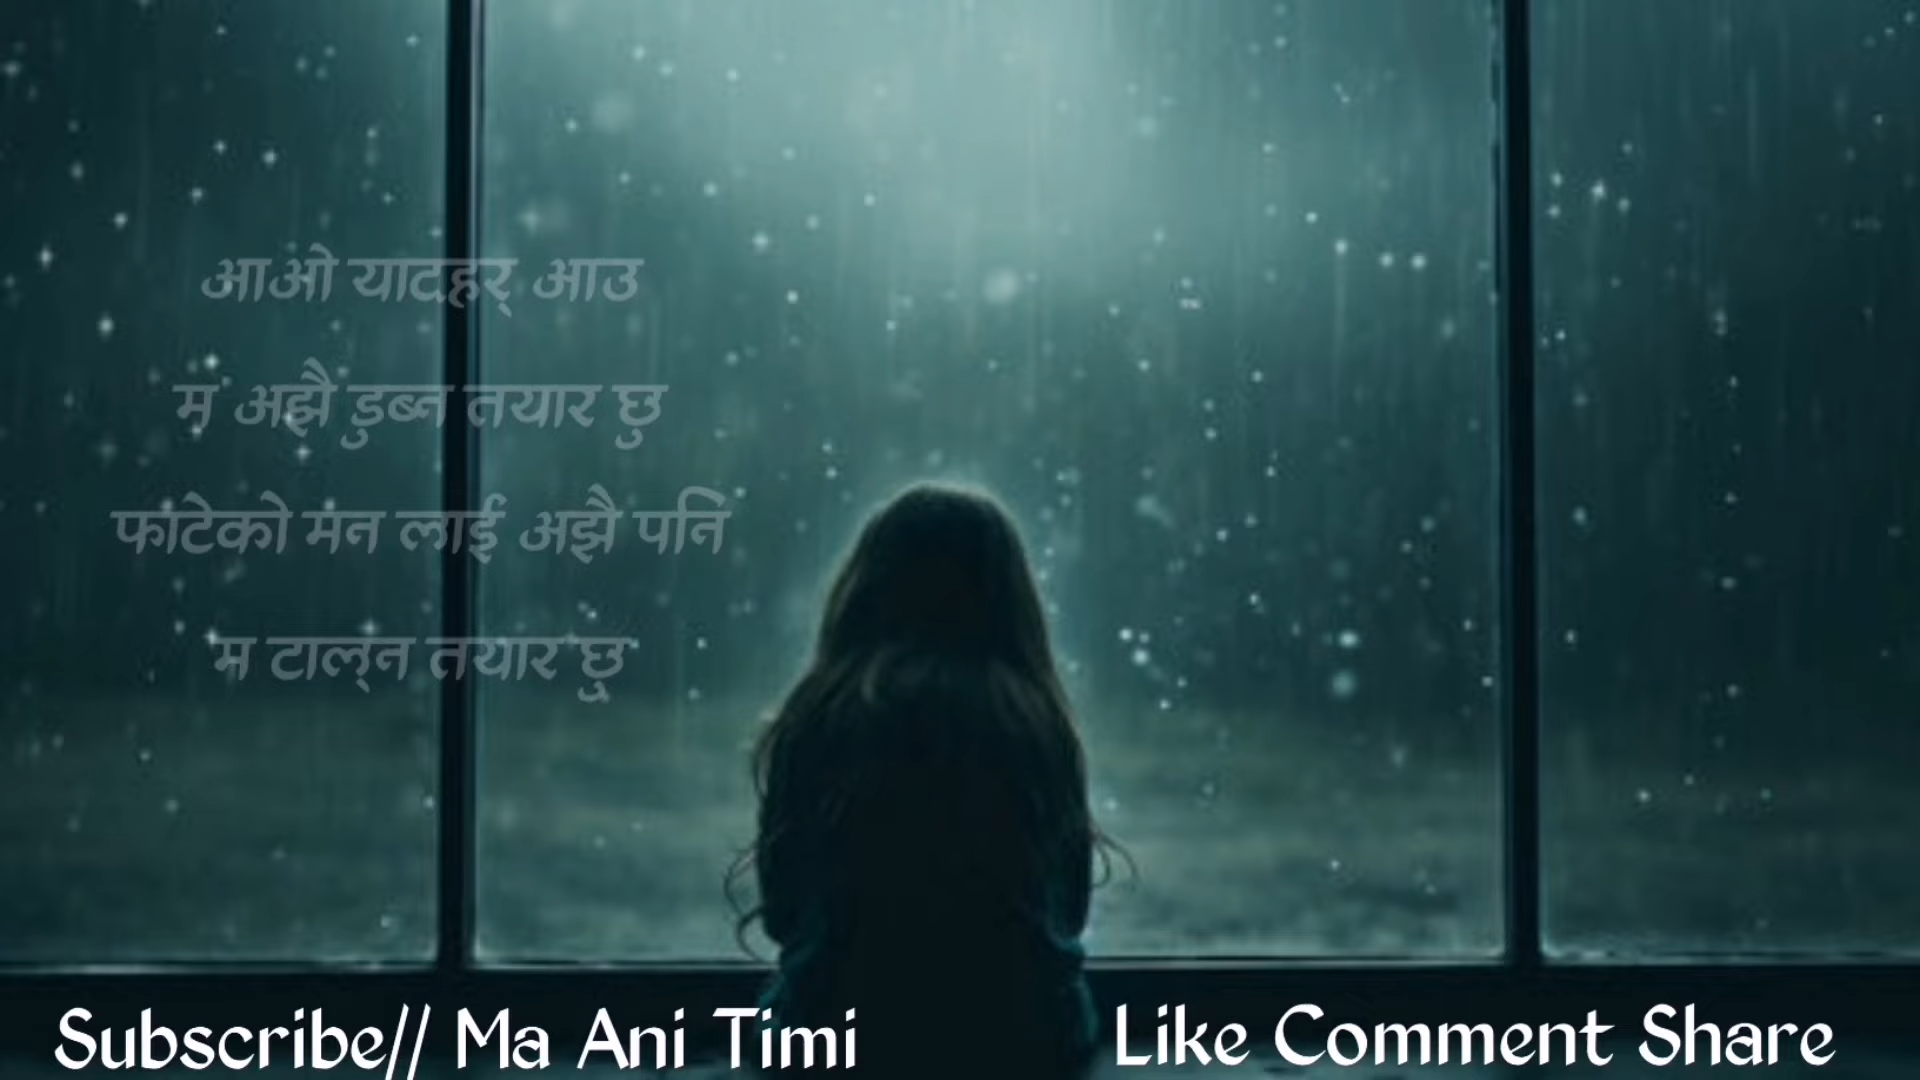 आओ यादहर् आउ
म अझै डुब्न तयार छु
फाटेको मन लाई अझै पनि
म टाल्न तयार छु
Subscribe// Ma Ani Timi
Like Comment Share